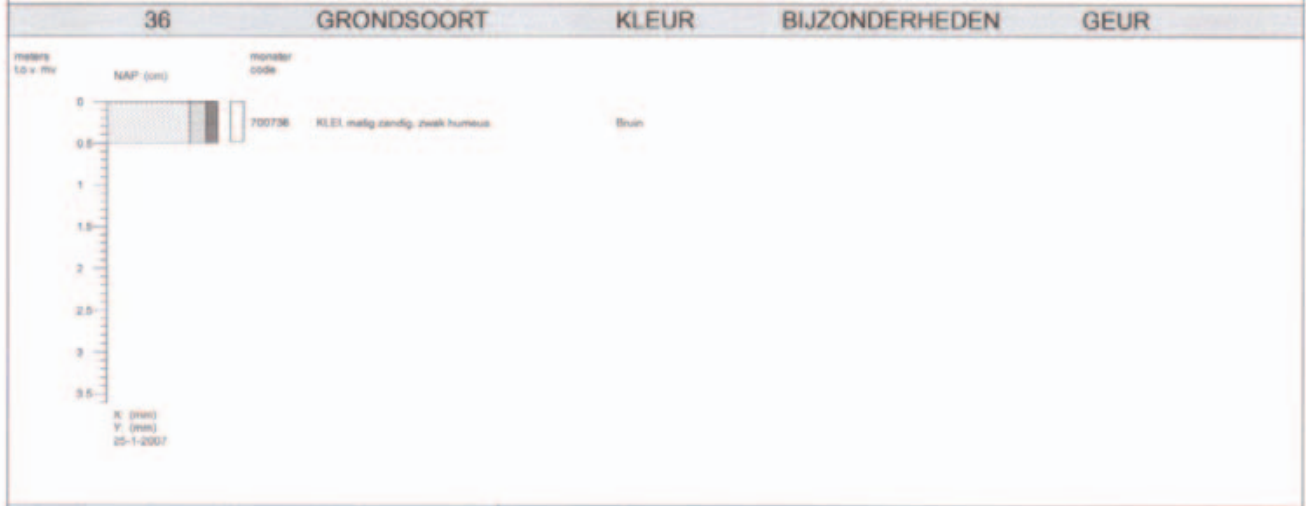 36 GRONDSOORT KLEUR BIJZONDERHEDEN GEUR
meters
t.o.v. mv
NAP: (cm)
monster
code
0
700736 KLEI, matig zandig, zwak humeus Bruin
0.5
1
1.5
2
2.5
3
3.5
X: (mm)
Y: (mm)
25-1-2007